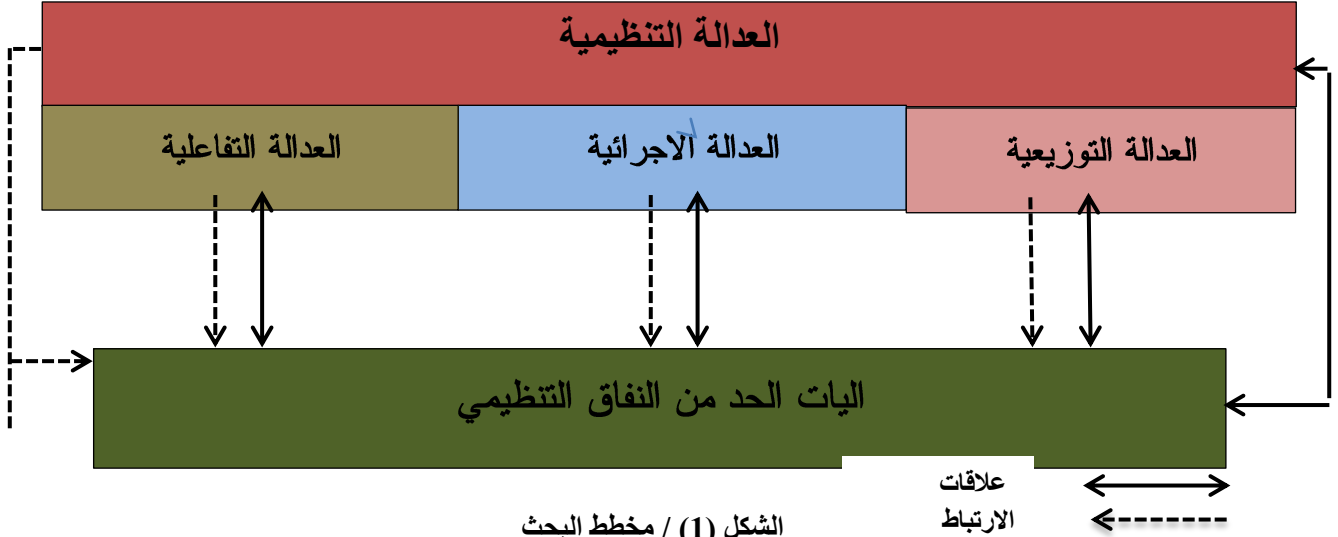 العدالة التنظيمية
العدالة التوزيعية
العدالة الاجرائية
العدالة التفاعلية
اليات الحد من النفاق التنظيمي
علاقات
الارتباط
الشكل (1) / مخطط البحث